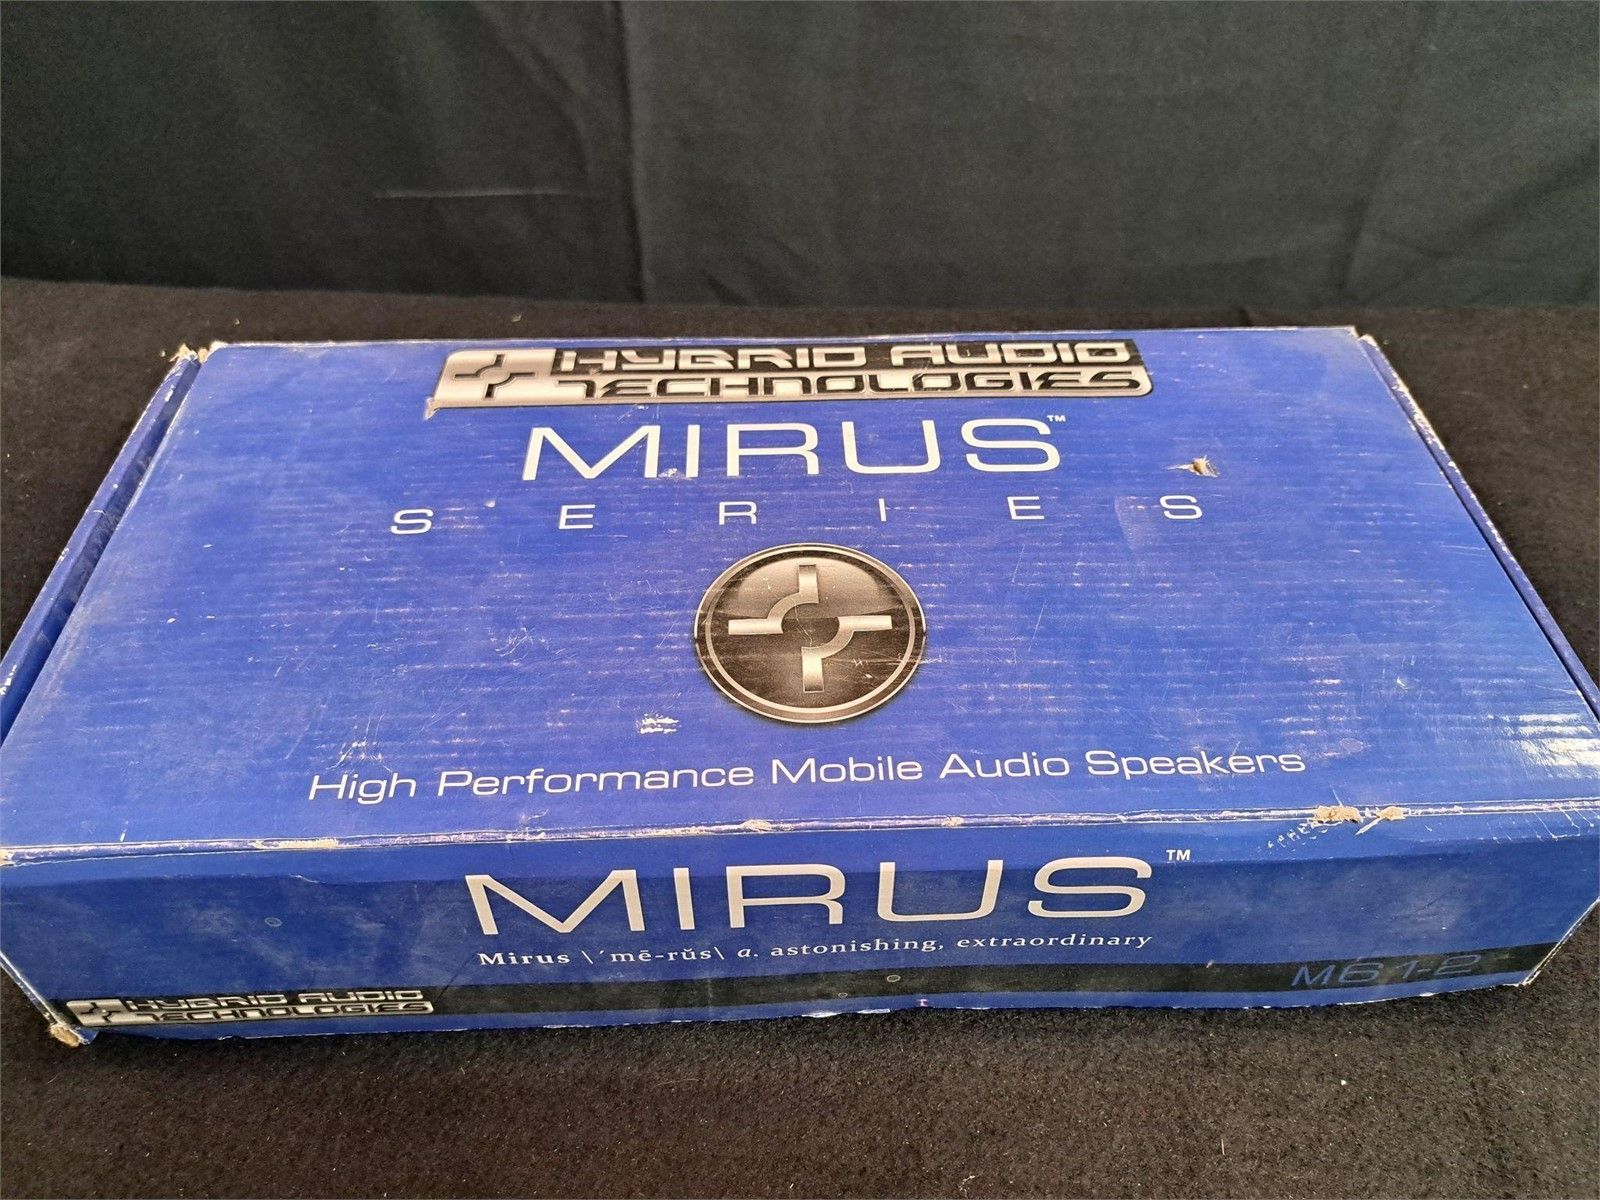 HYBRID AUDIO
TECHNOLOGIES
MIRUS™
SERIES
High Performance Mobile Audio Speakers
MIRUS™
Mirus \ˊmē-rŭs\ a. astonishing, extraordinary
HYBRID AUDIO
TECHNOLOGIES
M61-2